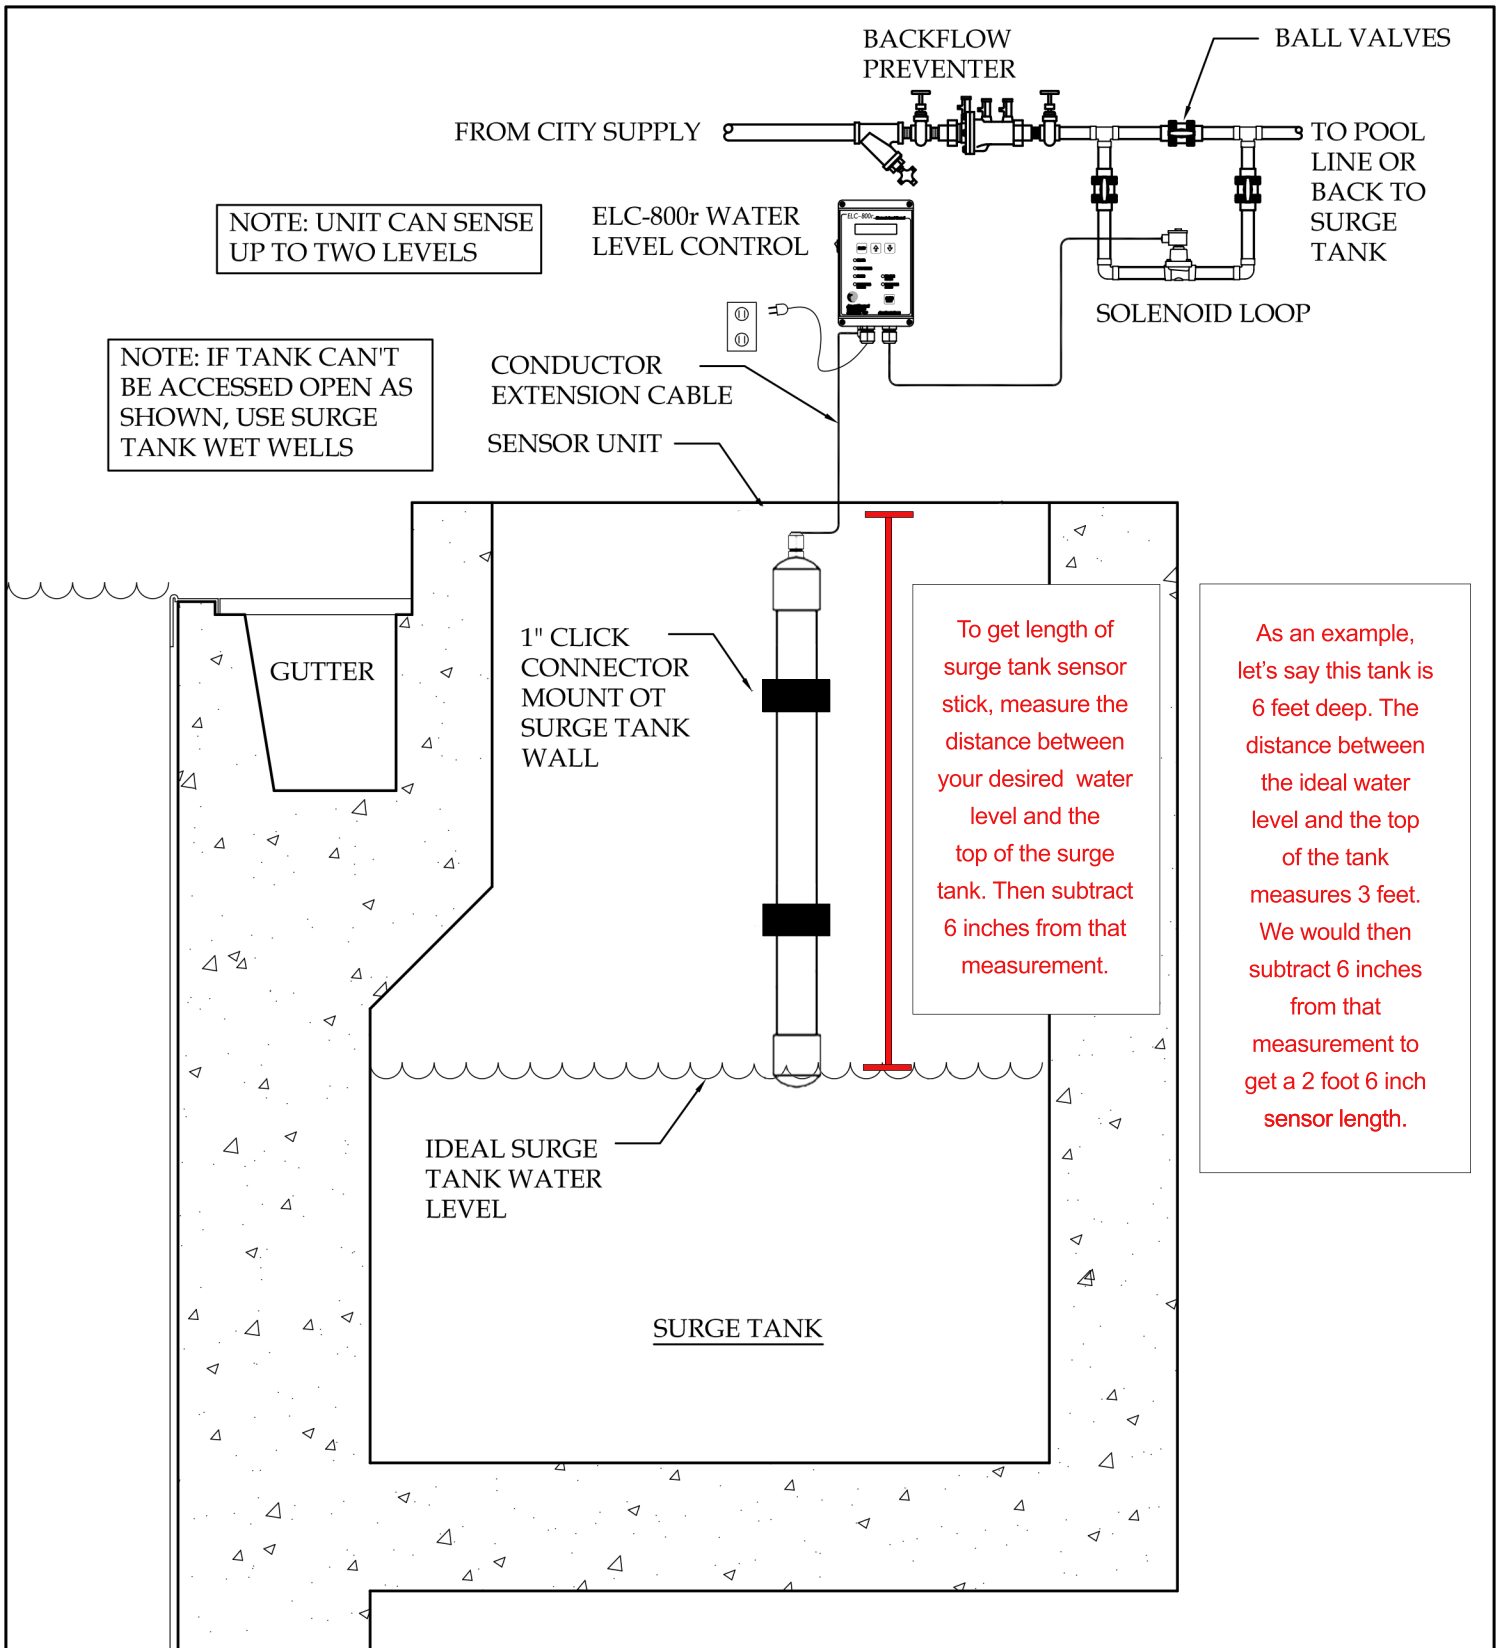 BACKFLOW
PREVENTER
BALL VALVES
FROM CITY SUPPLY
TO POOL
LINE OR
BACK TO
SURGE
TANK
NOTE: UNIT CAN SENSE
UP TO TWO LEVELS
ELC-800r WATER
LEVEL CONTROL
ELC-800r
SOLENOID LOOP
NOTE: IF TANK CAN'T
BE ACCESSED OPEN AS
SHOWN, USE SURGE
TANK WET WELLS
CONDUCTOR
EXTENSION CABLE
SENSOR UNIT
GUTTER
1" CLICK
CONNECTOR
MOUNT OT
SURGE TANK
WALL
To get length of
surge tank sensor
stick, measure the
distance between
your desired water
level and the
top of the surge
tank. Then subtract
6 inches from that
measurement.
As an example,
let's say this tank is
6 feet deep. The
distance between
the ideal water
level and the top
of the tank
measures 3 feet.
We would then
subtract 6 inches
from that
measurement to
get a 2 foot 6 inch
sensor length.
IDEAL SURGE
TANK WATER
LEVEL
SURGE TANK